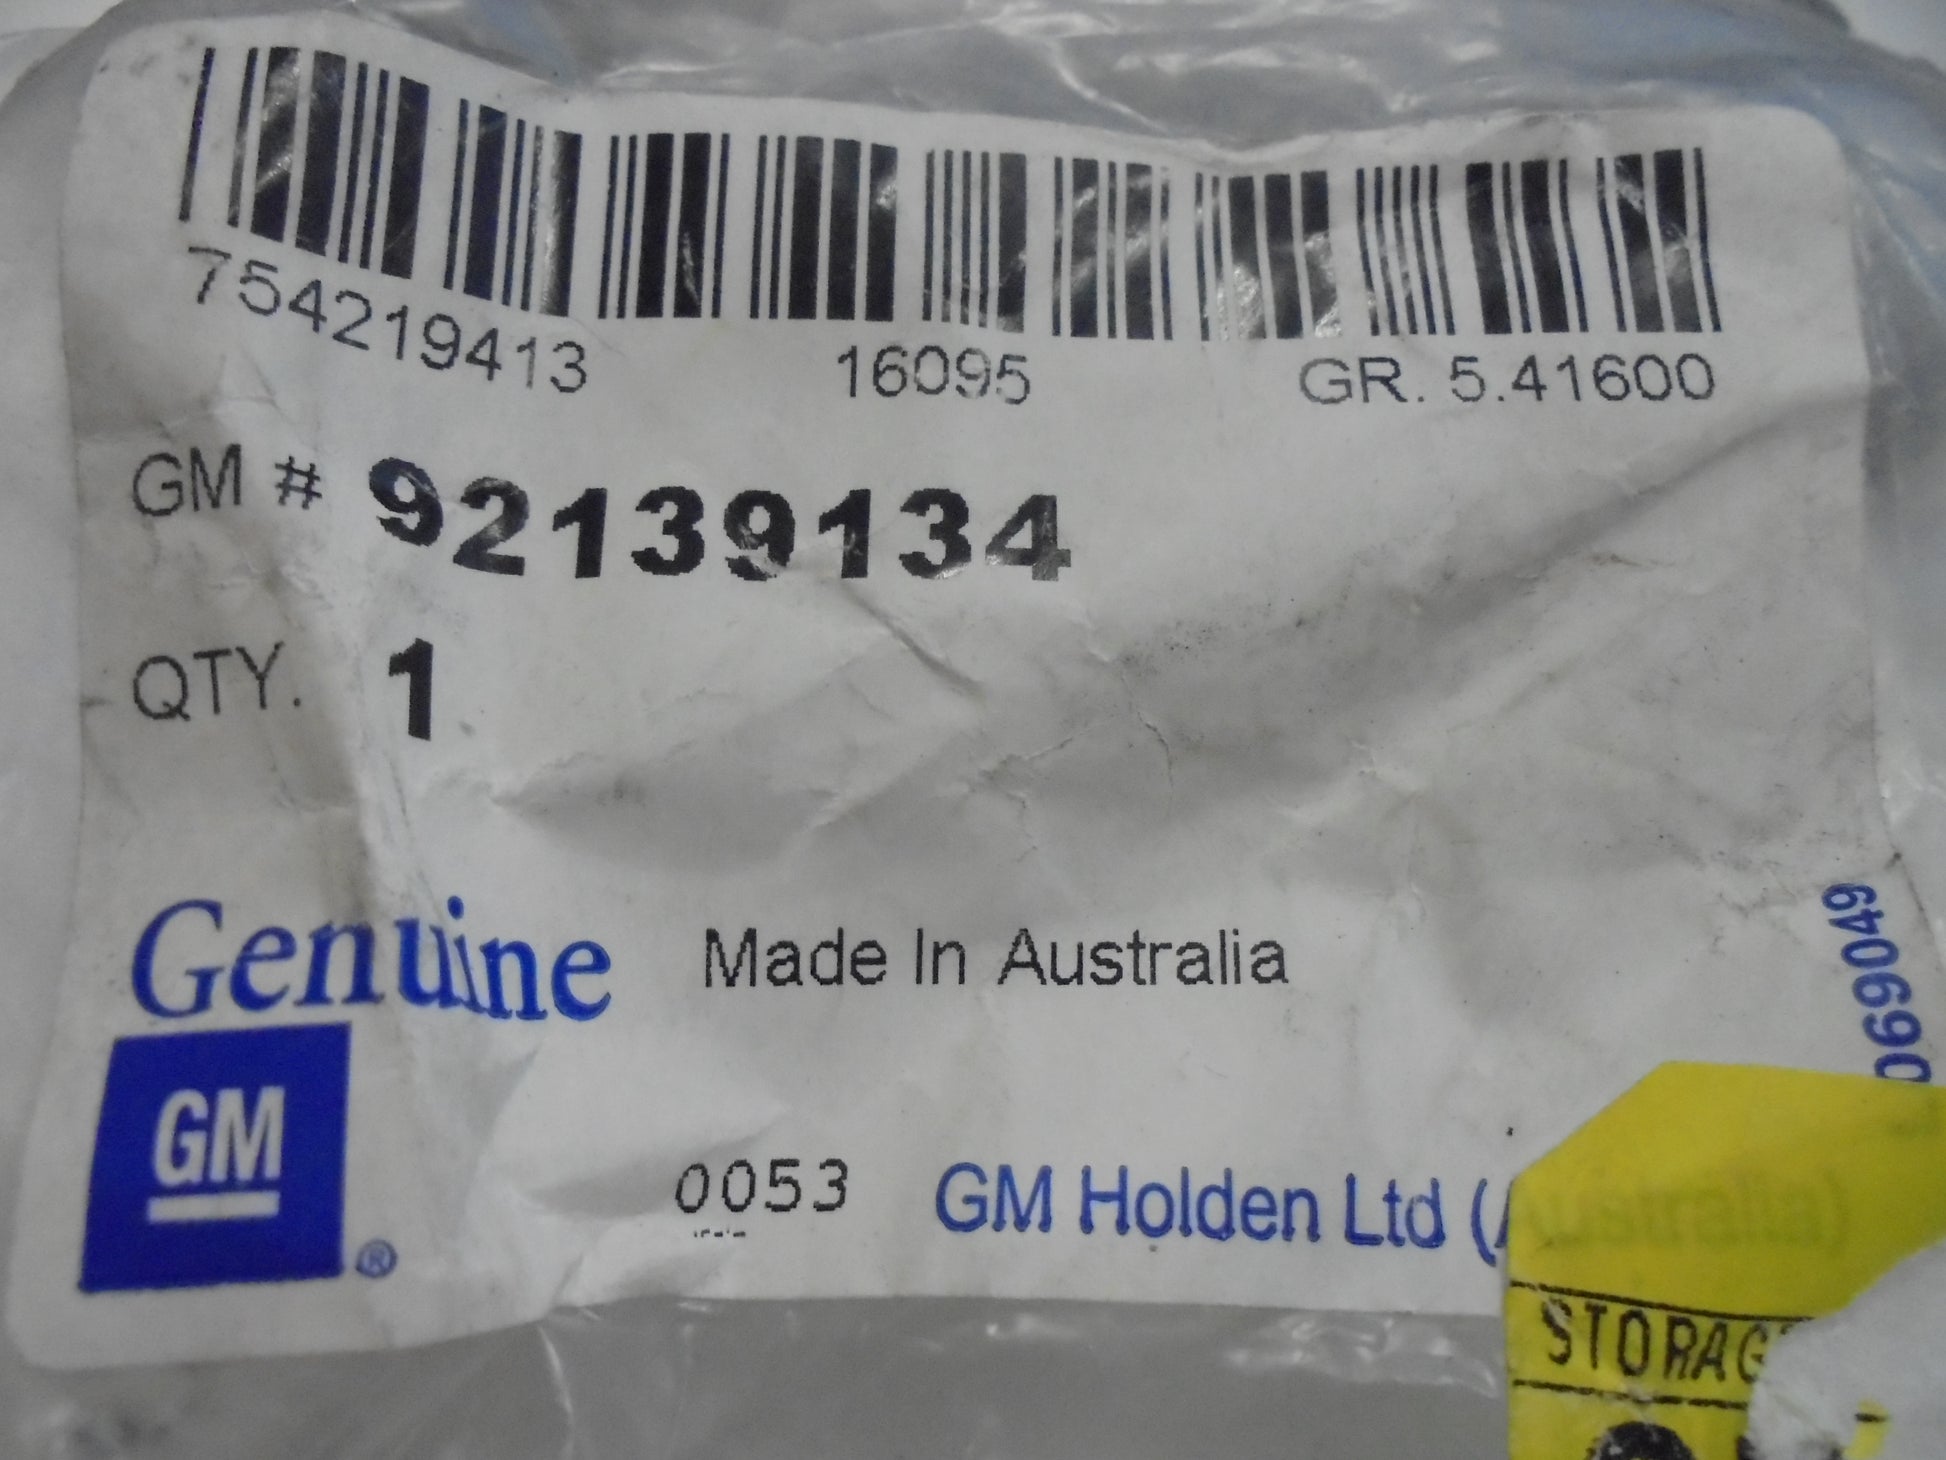 754219413 16095 GR. 5.41600
GM # 92139134
QTY. 1
Genuine Made In Australia
069049
GM
®
0053 GM Holden Ltd (
STORAG